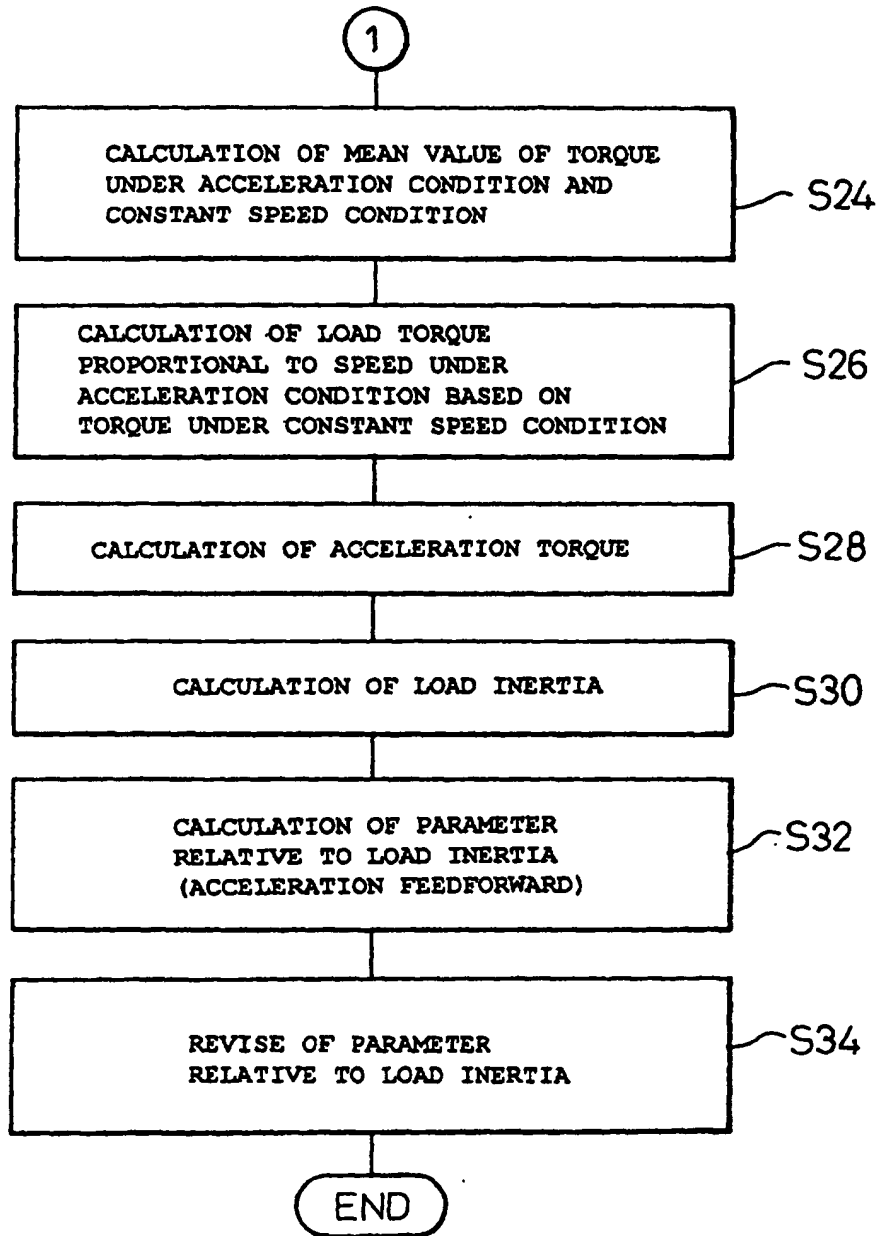 1
CALCULATION OF MEAN VALUE OF TORQUE
UNDER ACCELERATION CONDITION AND
CONSTANT SPEED CONDITION
S24
CALCULATION OF LOAD TORQUE
PROPORTIONAL TO SPEED UNDER
ACCELERATION CONDITION BASED ON
TORQUE UNDER CONSTANT SPEED CONDITION
S26
CALCULATION OF ACCELERATION TORQUE
S28
CALCULATION OF LOAD INERTIA
S30
CALCULATION OF PARAMETER
RELATIVE TO LOAD INERTIA
(ACCELERATION FEEDFORWARD)
S32
REVISE OF PARAMETER
RELATIVE TO LOAD INERTIA
S34
END